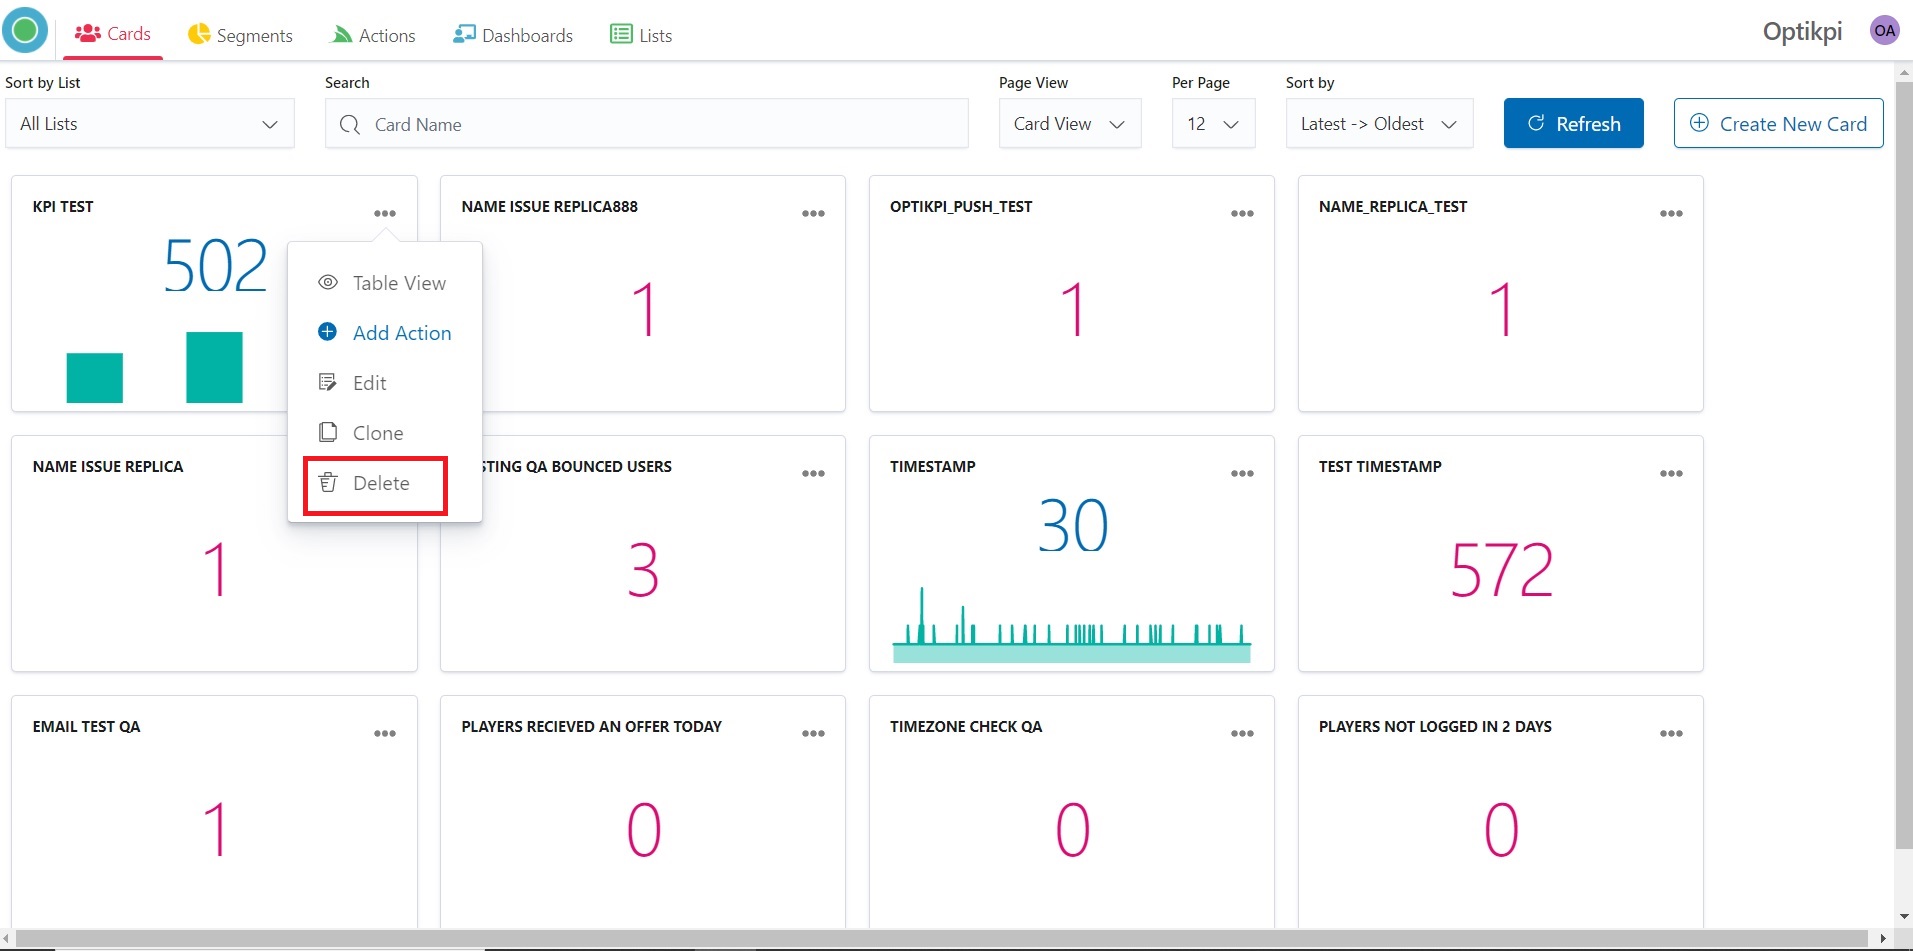 Cards
Segments
Actions
Dashboards
Lists
Optikpi
OA
Sort by List
Search
Page View
Per Page
Sort by
All Lists
Card Name
Card View
12
Latest -> Oldest
Refresh
Create New Card
KPI TEST
NAME ISSUE REPLICA888
OPTIKPI_PUSH_TEST
NAME_REPLICA_TEST
502
1
1
1
Table View
Add Action
Edit
Clone
Delete
NAME ISSUE REPLICA
STING QA BOUNCED USERS
TIMESTAMP
TEST TIMESTAMP
1
3
30
572
EMAIL TEST QA
PLAYERS RECIEVED AN OFFER TODAY
TIMEZONE CHECK QA
PLAYERS NOT LOGGED IN 2 DAYS
1
0
0
0